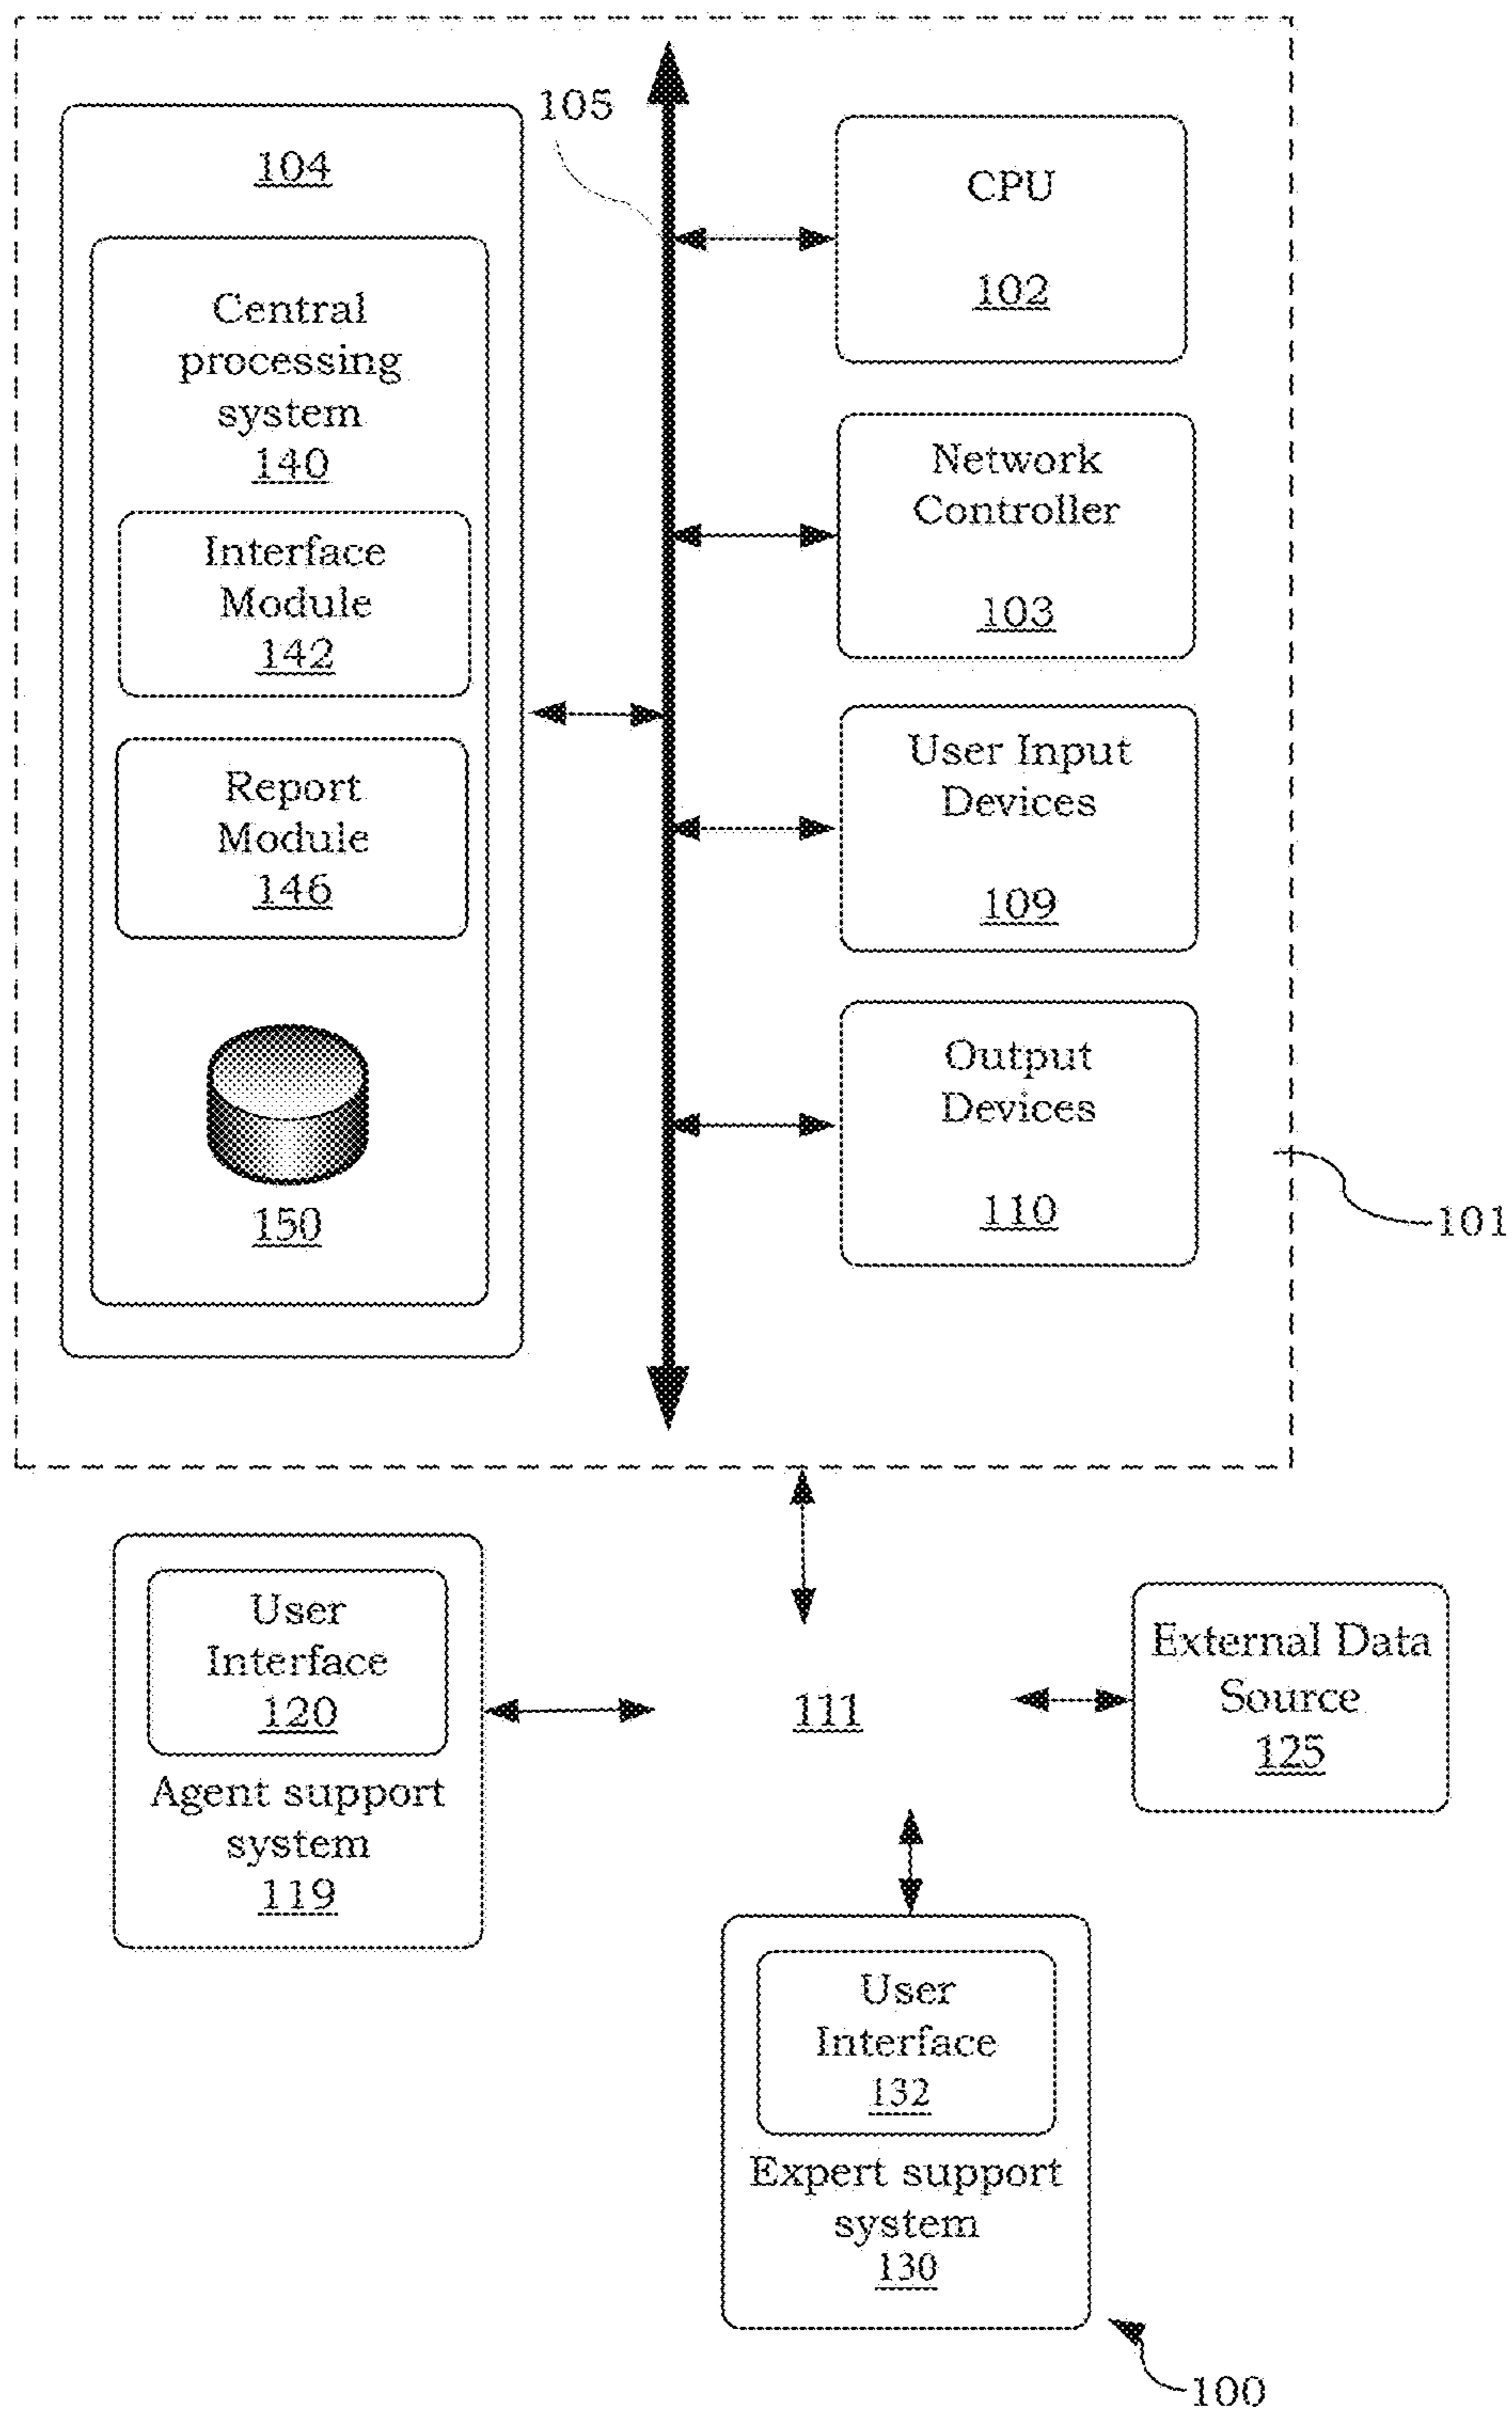 105
104
Central
processing
system
140
Interface
Module
142
Report
Module
146
150
CPU
102
Network
Controller
103
User Input
Devices
109
Output
Devices
110
101
User
Interface
120
Agent support
system
119
111
External Data
Source
125
User
Interface
132
Expert support
system
130
100